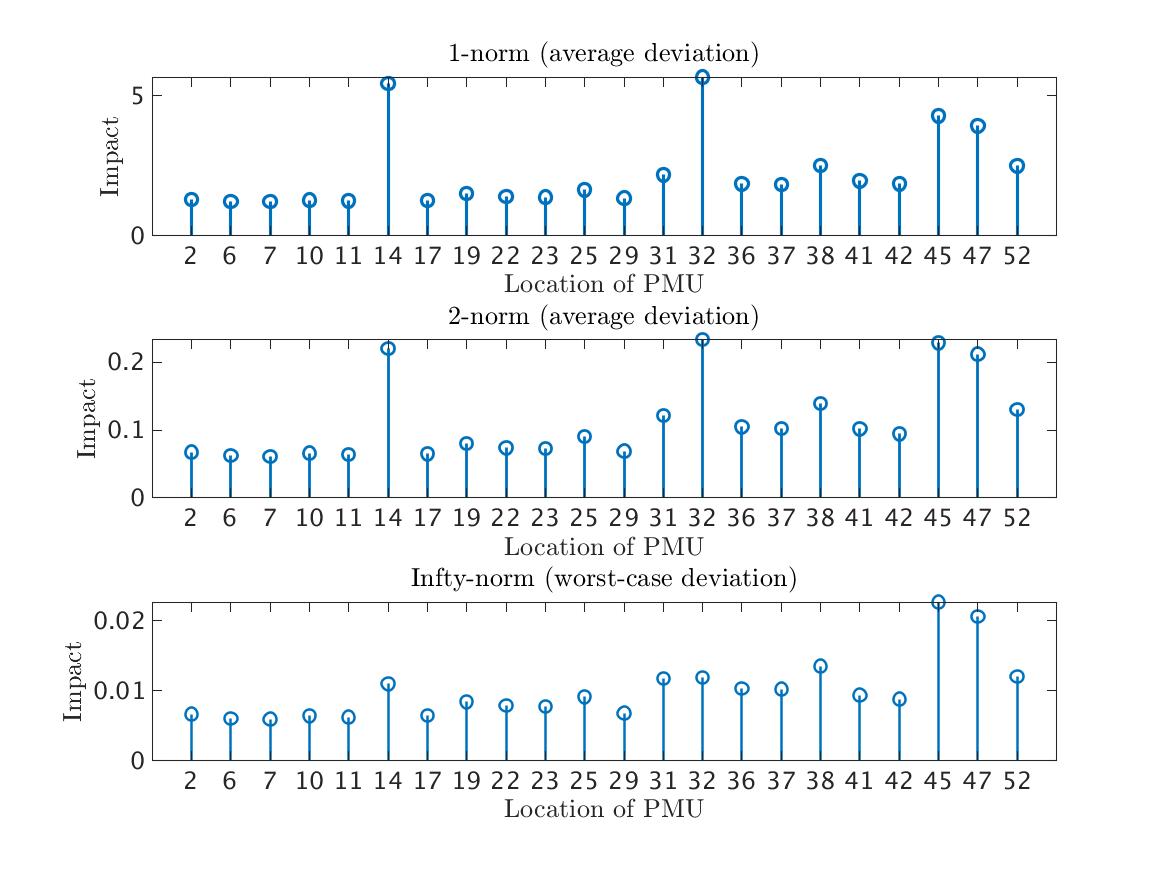 1-norm (average deviation)
5
0
Impact
2 6 7 10 11 14 17 19 22 23 25 29 31 32 36 37 38 41 42 45 47 52
Location of PMU
2-norm (average deviation)
0.2
0.1
0
Impact
2 6 7 10 11 14 17 19 22 23 25 29 31 32 36 37 38 41 42 45 47 52
Location of PMU
Infty-norm (worst-case deviation)
0.02
0.01
0
Impact
2 6 7 10 11 14 17 19 22 23 25 29 31 32 36 37 38 41 42 45 47 52
Location of PMU